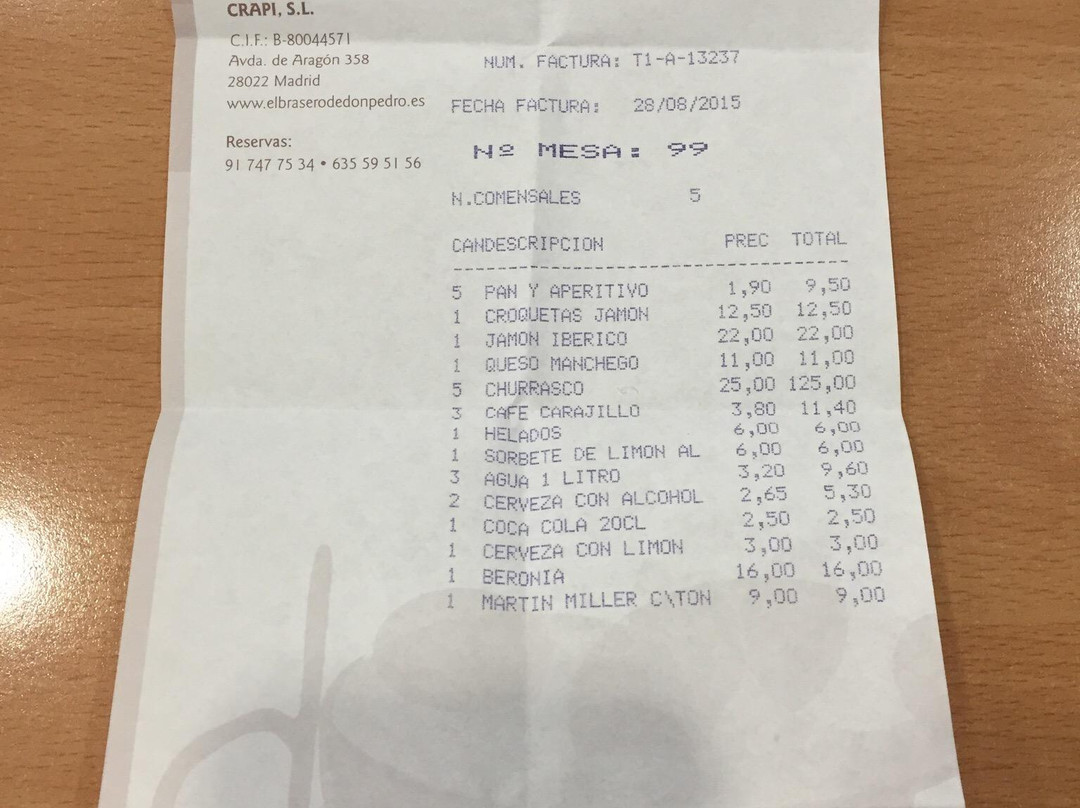 CRAPI, S.L.
C.I.F.: B-80044571
Avda. de Aragón 358
28022 Madrid
www.elbraserodedonpedro.es
Reservas:
91 747 75 34 • 635 59 51 56
NUM. FACTURA: T1-A-13237
FECHA FACTURA: 28/08/2015
Nº MESA: 99
N.COMENSALES 5
CANDESCRIPCION PREC TOTAL
------------------------------------------
5 PAN Y APERITIVO 1,90 9,50
1 CROQUETAS JAMON 12,50 12,50
1 JAMON IBERICO 22,00 22,00
1 QUESO MANCHEGO 11,00 11,00
5 CHURRASCO 25,00 125,00
3 CAFE CARAJILLO 3,80 11,40
1 HELADOS 6,00 6,00
1 SORBETE DE LIMON AL 6,00 6,00
3 AGUA 1 LITRO 3,20 9,60
2 CERVEZA CON ALCOHOL 2,65 5,30
1 COCA COLA 20CL 2,50 2,50
1 CERVEZA CON LIMON 3,00 3,00
1 BERONIA 16,00 16,00
1 MARTIN MILLER C\TON 9,00 9,00